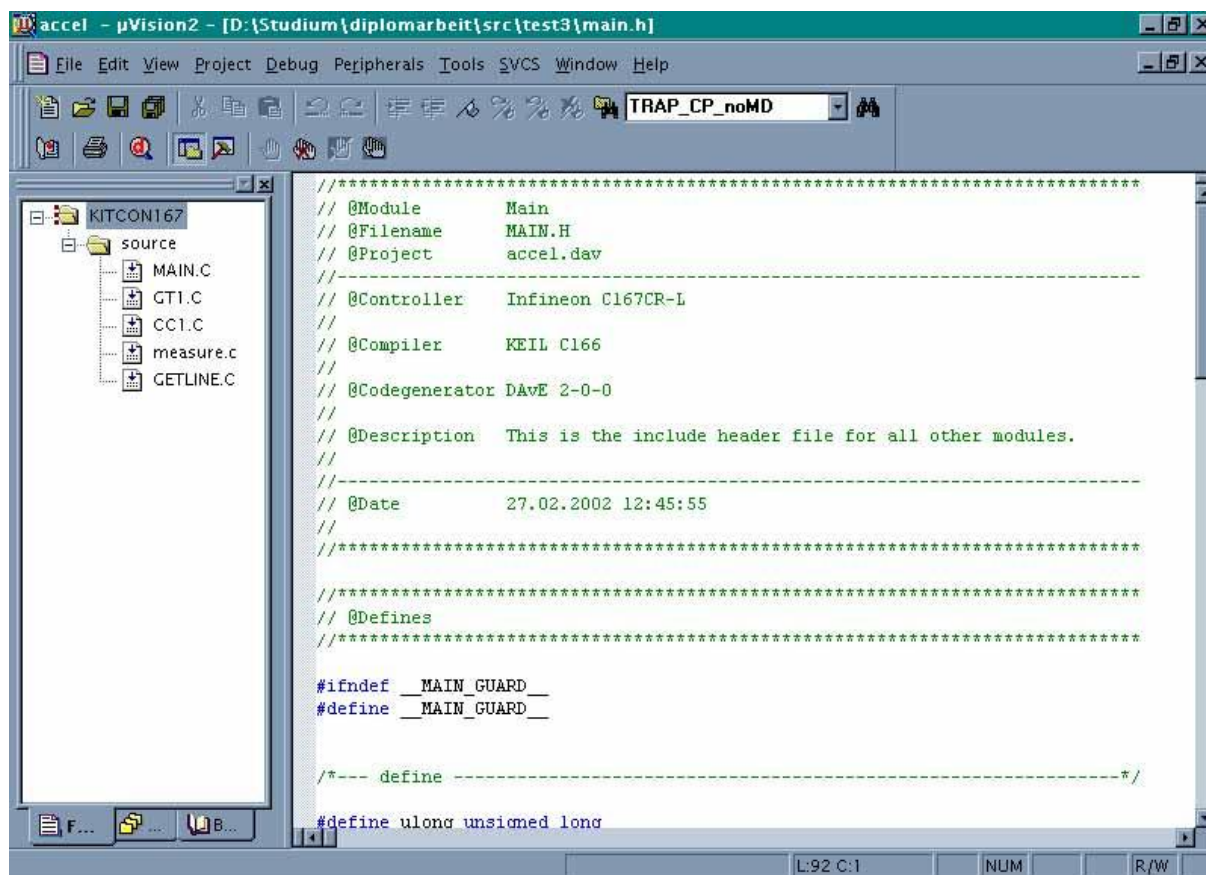 accel - µVision2 - [D:\Studium\diplomarbeit\src\test3\main.h]
File Edit View Project Debug Peripherals Tools SVCS Window Help
TRAP_CP_noMD
KITCON167
source
MAIN.C
GT1.C
CC1.C
measure.c
GETLINE.C
F... ... B...
//****************************************************************************
// @Module        Main
// @Filename      MAIN.H
// @Project       accel.dav
//----------------------------------------------------------------------------
// @Controller    Infineon C167CR-L
//
// @Compiler      KEIL C166
//
// @Codegenerator DAvE 2-0-0
//
// @Description   This is the include header file for all other modules.
//
//----------------------------------------------------------------------------
// @Date          27.02.2002 12:45:55
//
//****************************************************************************
//****************************************************************************
// @Defines
//****************************************************************************
#ifndef __MAIN_GUARD__
#define __MAIN_GUARD__
/*--- define ---------------------------------------------------------------*/
#define ulong unsigned long
L:92 C:1 NUM R/W